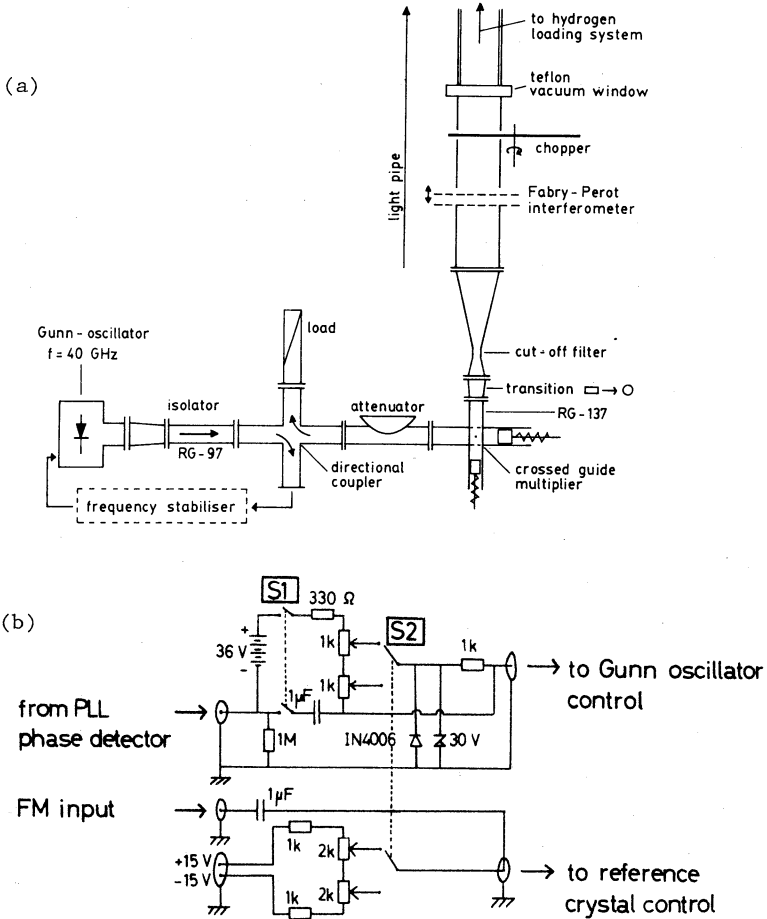 (a)
to hydrogen
loading system
teflon
vacuum window
chopper
light pipe
Fabry-Perot
interferometer
Gunn-oscillator
f = 40 GHz
load
cut-off filter
transition
isolator
attenuator
RG-137
RG-97
directional
coupler
crossed guide
multiplier
frequency stabiliser
(b)
S1
330 Ω
S2
+
36 V
-
1k
1k
1k
1µF
to Gunn oscillator
control
from PLL
phase detector
1M
IN4006
30 V
FM input
1µF
+15 V
-15 V
1k
2k
2k
1k
to reference
crystal control